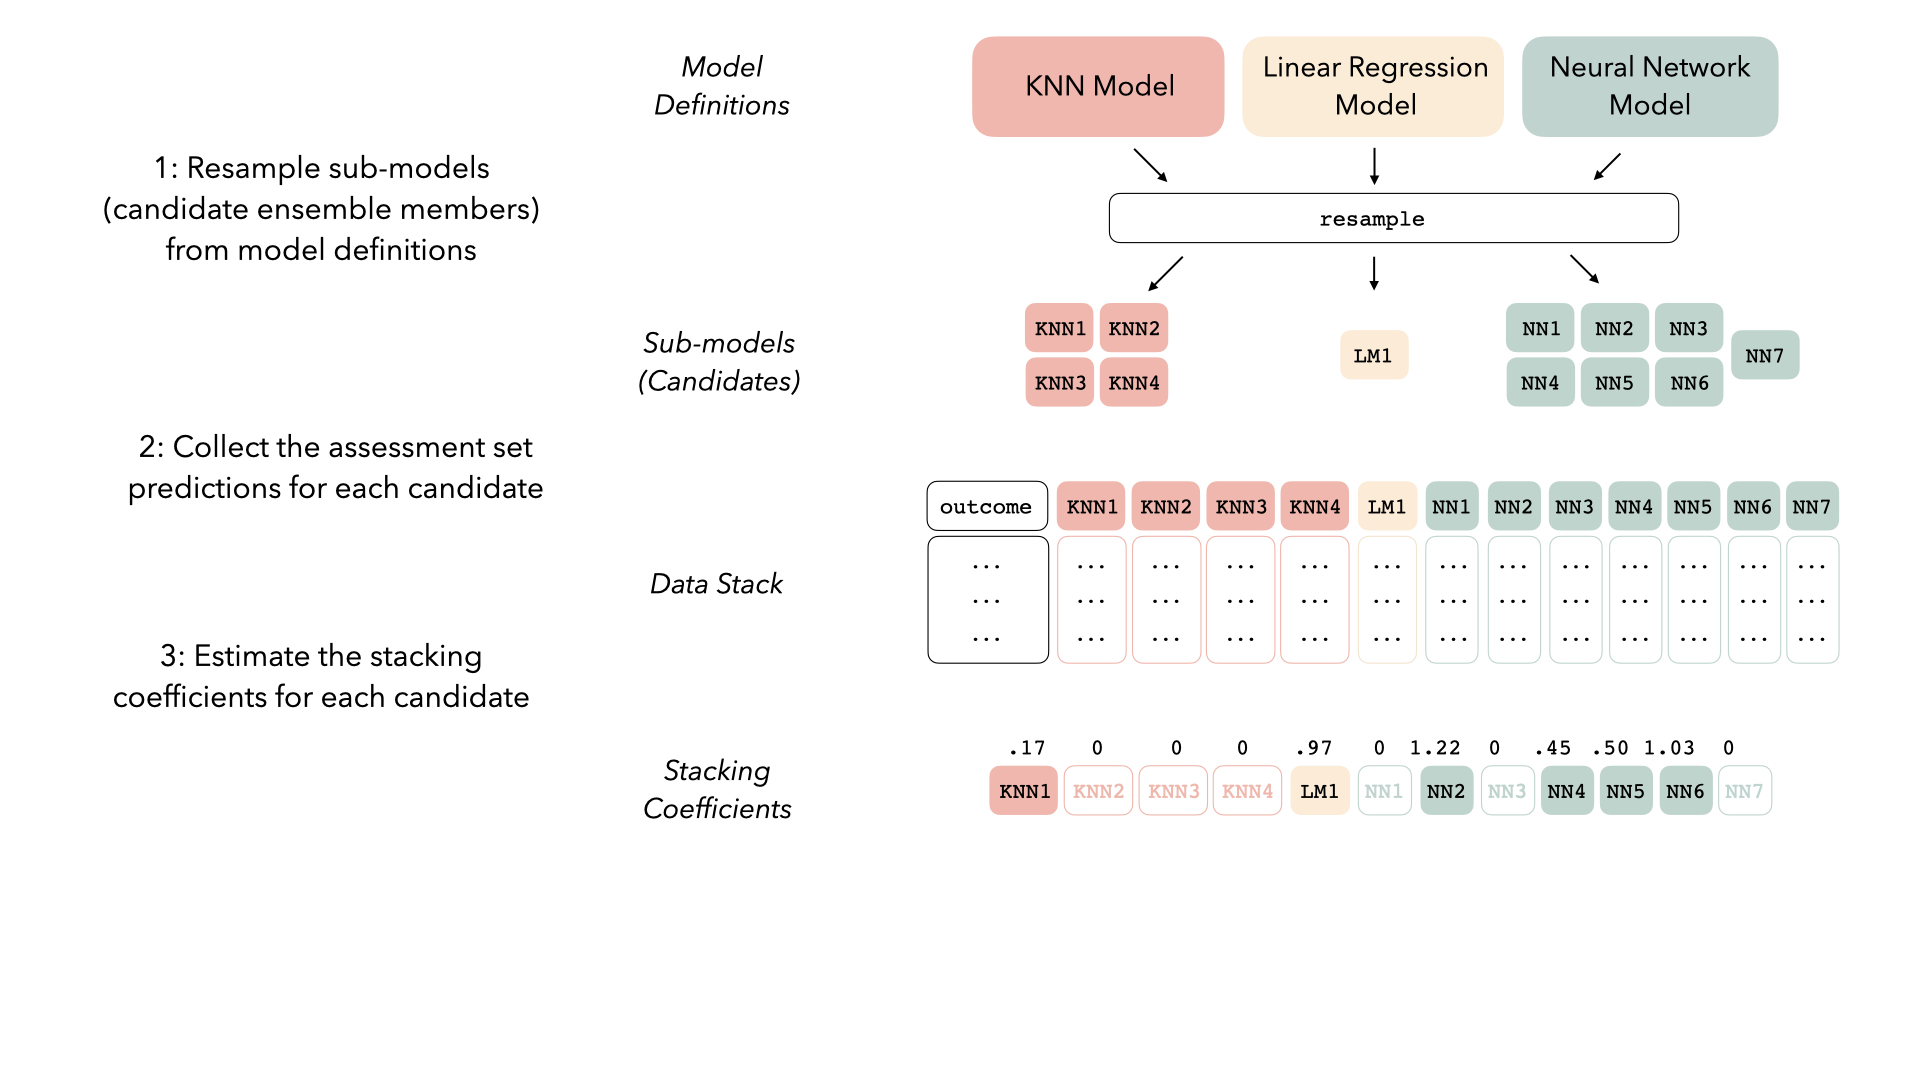 Model
Definitions
KNN Model
Linear Regression
Model
Neural Network
Model
1: Resample sub-models
(candidate ensemble members)
from model definitions
resample
Sub-models
(Candidates)
KNN1 KNN2
KNN3 KNN4
LM1
NN1 NN2 NN3
NN4 NN5 NN6
NN7
2: Collect the assessment set
predictions for each candidate
outcome KNN1 KNN2 KNN3 KNN4 LM1 NN1 NN2 NN3 NN4 NN5 NN6 NN7
Data Stack
... ... ... ... ... ... ... ... ... ... ... ... ...
... ... ... ... ... ... ... ... ... ... ... ... ...
... ... ... ... ... ... ... ... ... ... ... ... ...
3: Estimate the stacking
coefficients for each candidate
Stacking
Coefficients
.17 0 0 0 .97 0 1.22 0 .45 .50 1.03 0
KNN1 KNN2 KNN3 KNN4 LM1 NN1 NN2 NN3 NN4 NN5 NN6 NN7